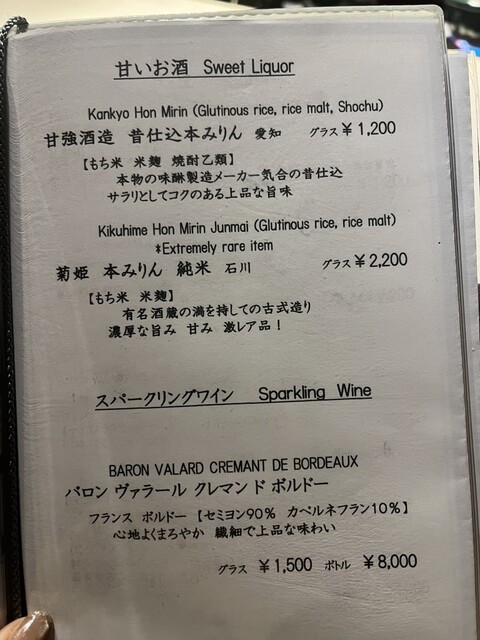 甘いお酒 Sweet Liquor
Kankyo Hon Mirin (Glutinous rice, rice malt, Shochu)
甘強酒造 昔仕込本みりん 愛知 グラス ¥1,200
【もち米 米麹 焼酎乙類】
本物の味醂製造メーカー気合の昔仕込
サラリとしてコクのある上品な旨味
Kikuhime Hon Mirin Junmai (Glutinous rice, rice malt)
*Extremely rare item
菊姫 本みりん 純米 石川 グラス ¥2,200
【もち米 米麹】
有名酒蔵の満を持しての古式造り
濃厚な旨み 甘み 激レア品！
スパークリングワイン Sparkling Wine
BARON VALARD CREMANT DE BORDEAUX
バロン ヴァラール クレマン ド ボルドー
フランス ボルドー 【セミヨン90% カベルネフラン10%】
心地よくまろやか 繊細で上品な味わい
グラス ¥1,500 ボトル ¥8,000